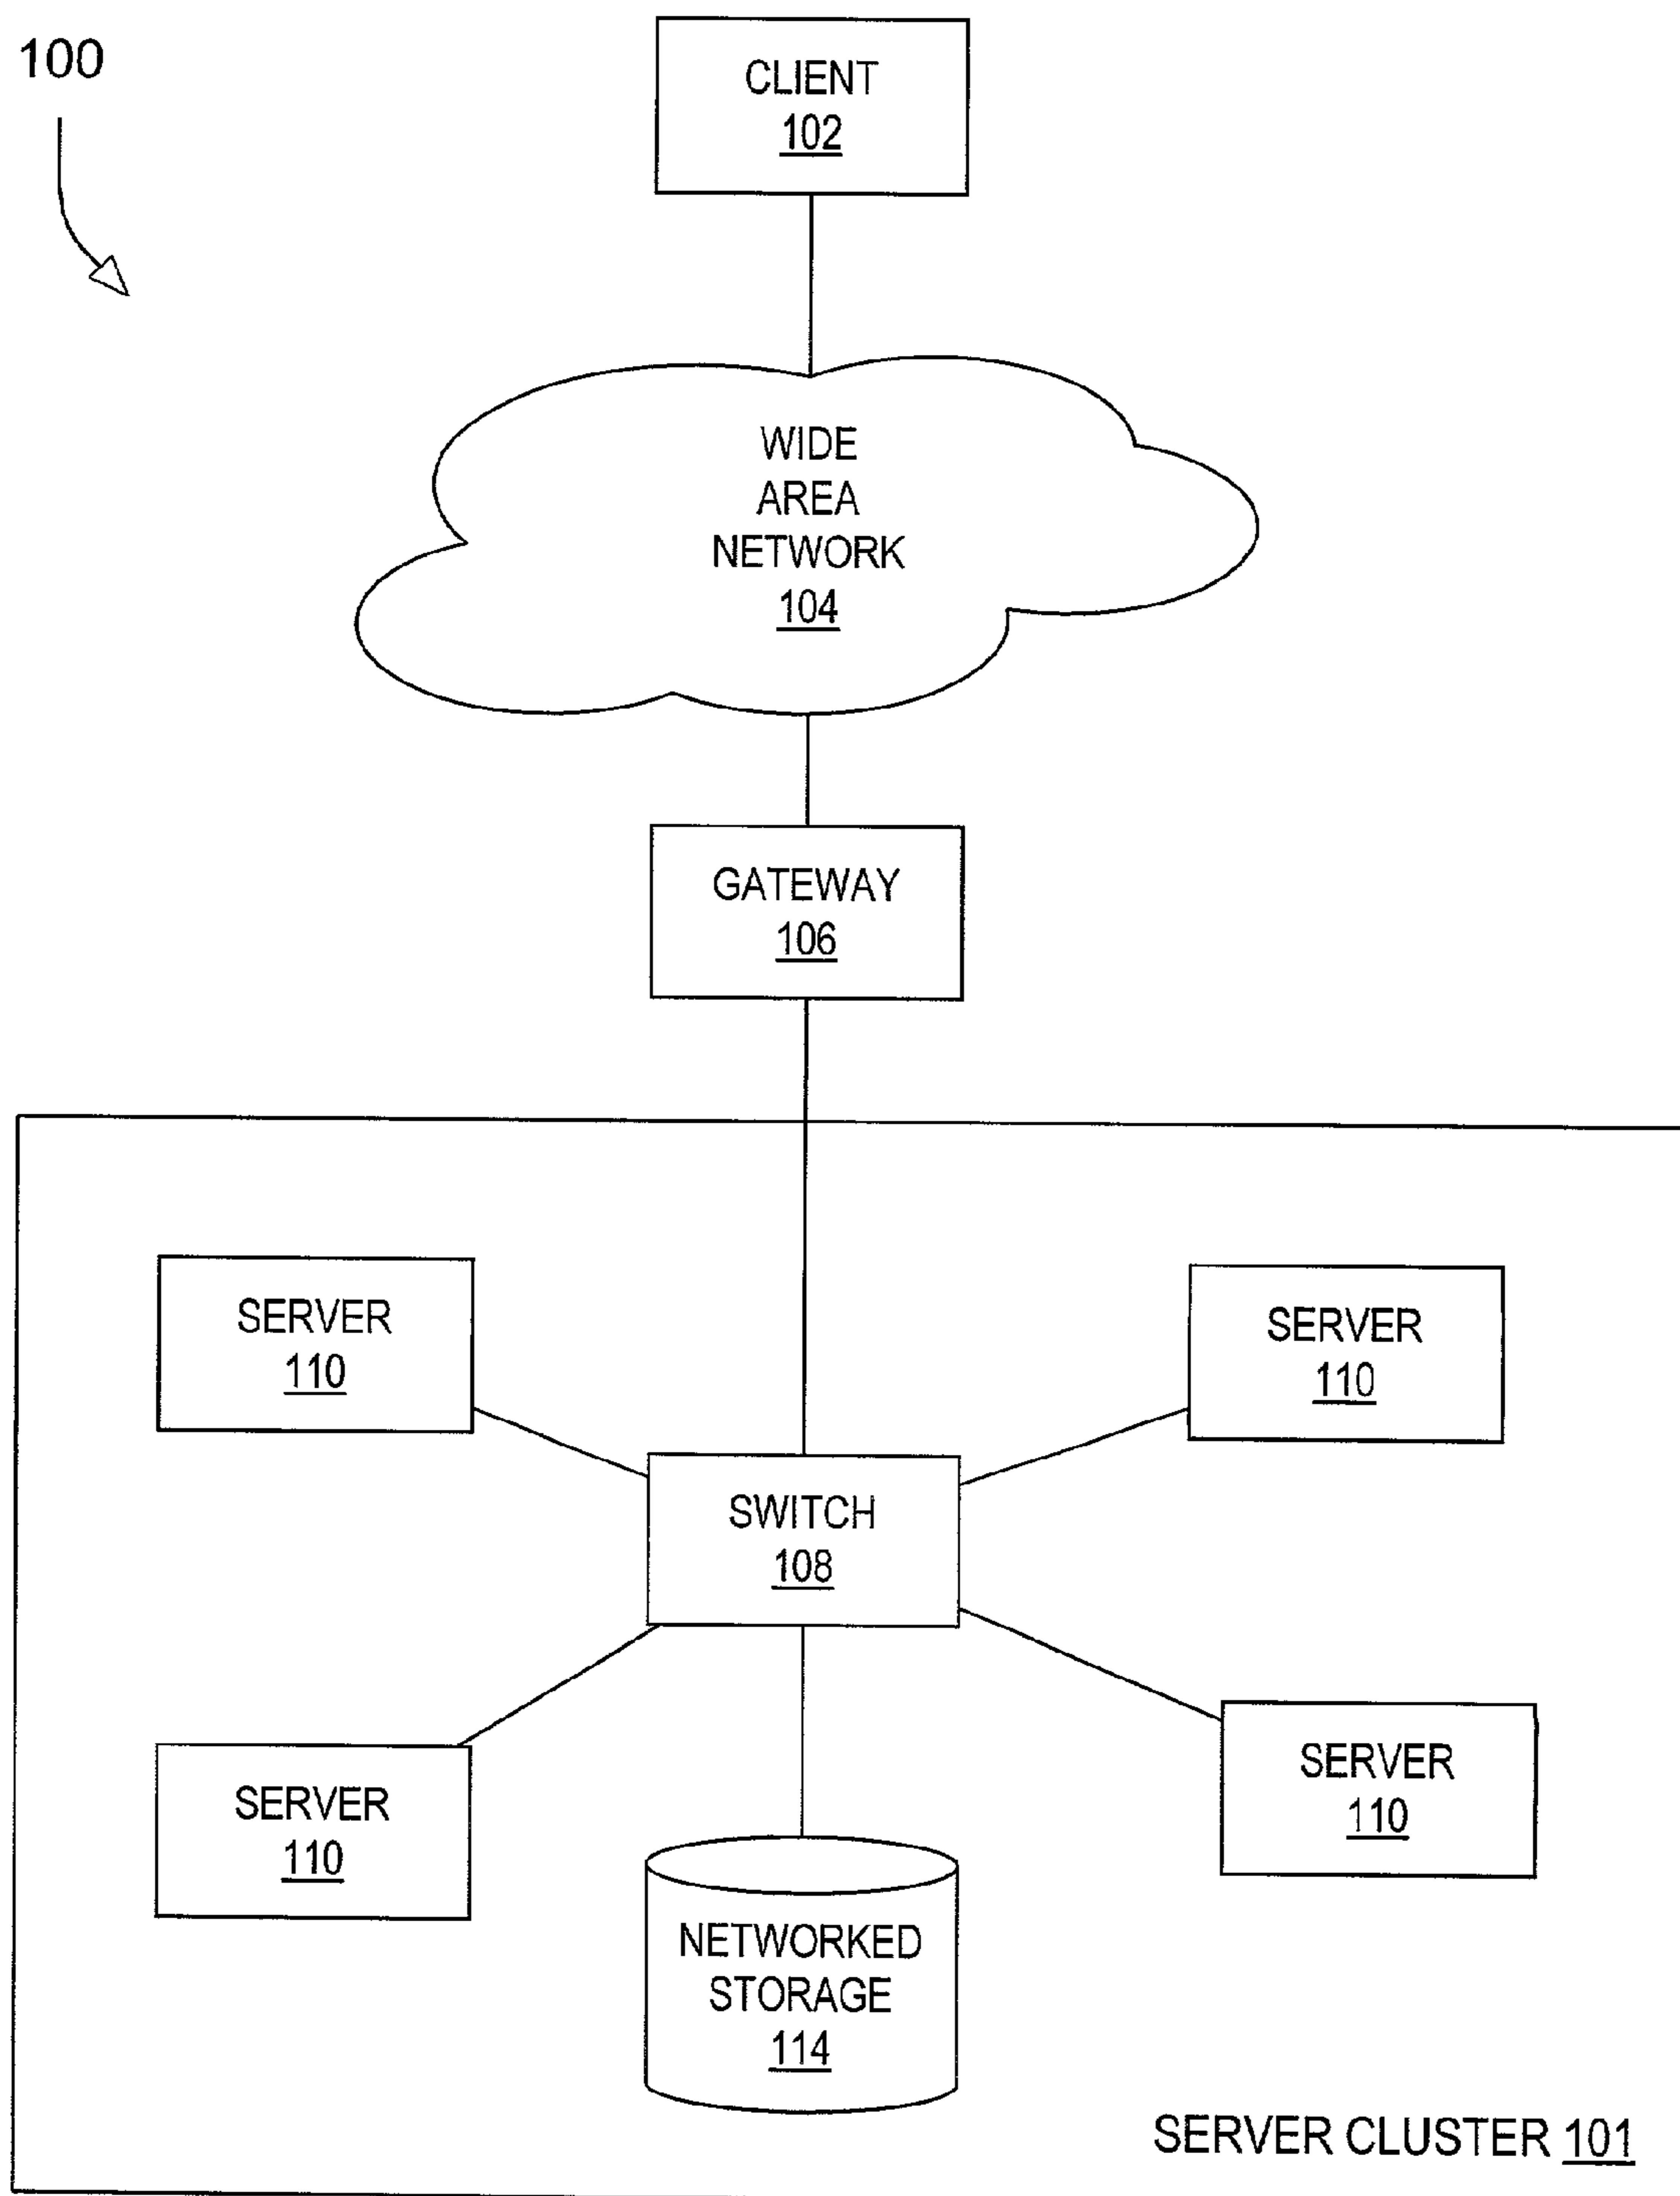 100
CLIENT
102
WIDE
AREA
NETWORK
104
GATEWAY
106
SERVER
110
SERVER
110
SWITCH
108
SERVER
110
SERVER
110
NETWORKED
STORAGE
114
SERVER CLUSTER 101